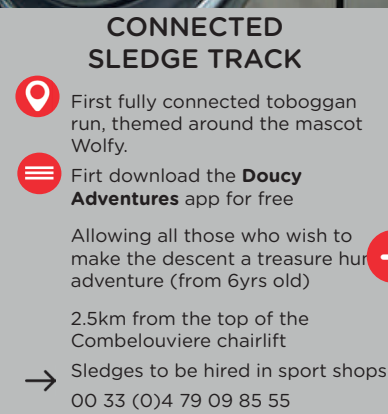 CONNECTED
SLEDGE TRACK
First fully connected toboggan
run, themed around the mascot
Wolfy.
Firt download the Doucy
Adventures app for free
Allowing all those who wish to
make the descent a treasure
adventure (from 6yrs old)
2.5km from the top of the
Combelouviere chairlift
Sledges to be hired in sport shops
00 33 (0)4 79 09 85 55